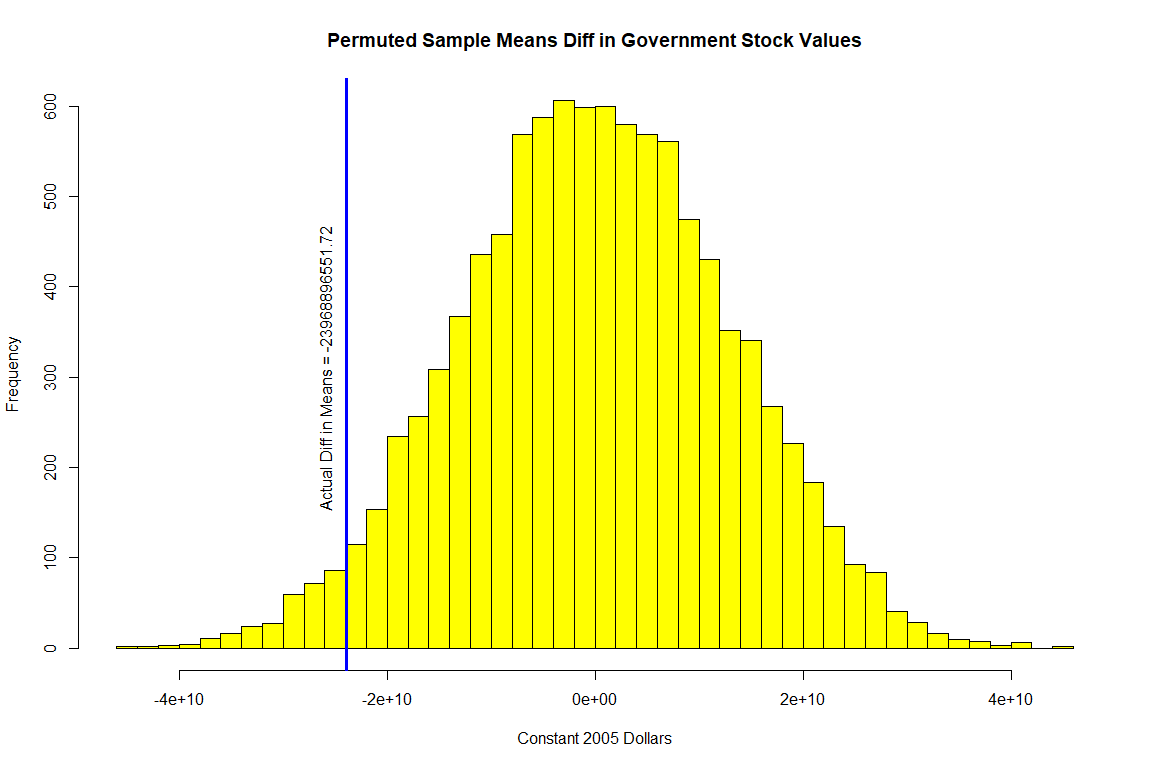 Permuted Sample Means Diff in Government Stock Values
Frequency
600
500
400
300
200
100
0
Actual Diff in Means = -23968896551.72
-4e+10
-2e+10
0e+00
2e+10
4e+10
Constant 2005 Dollars